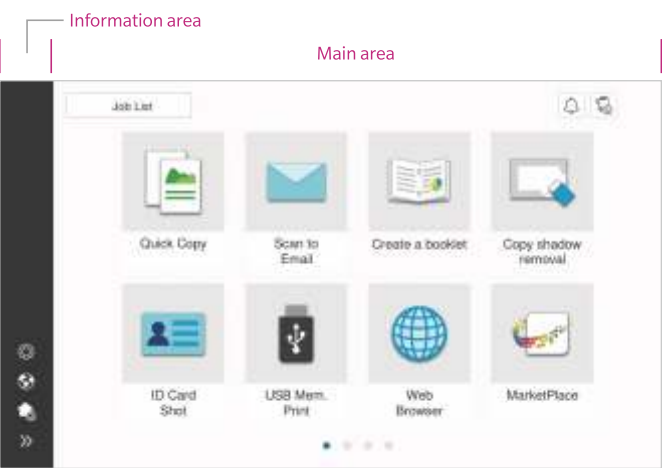 Information area
Main area
Job List
Quick Copy
Scan to
Email
Create a booklet
Copy shadow
removal
ID Card
Shot
USB Mem.
Print
Web
Browser
MarketPlace